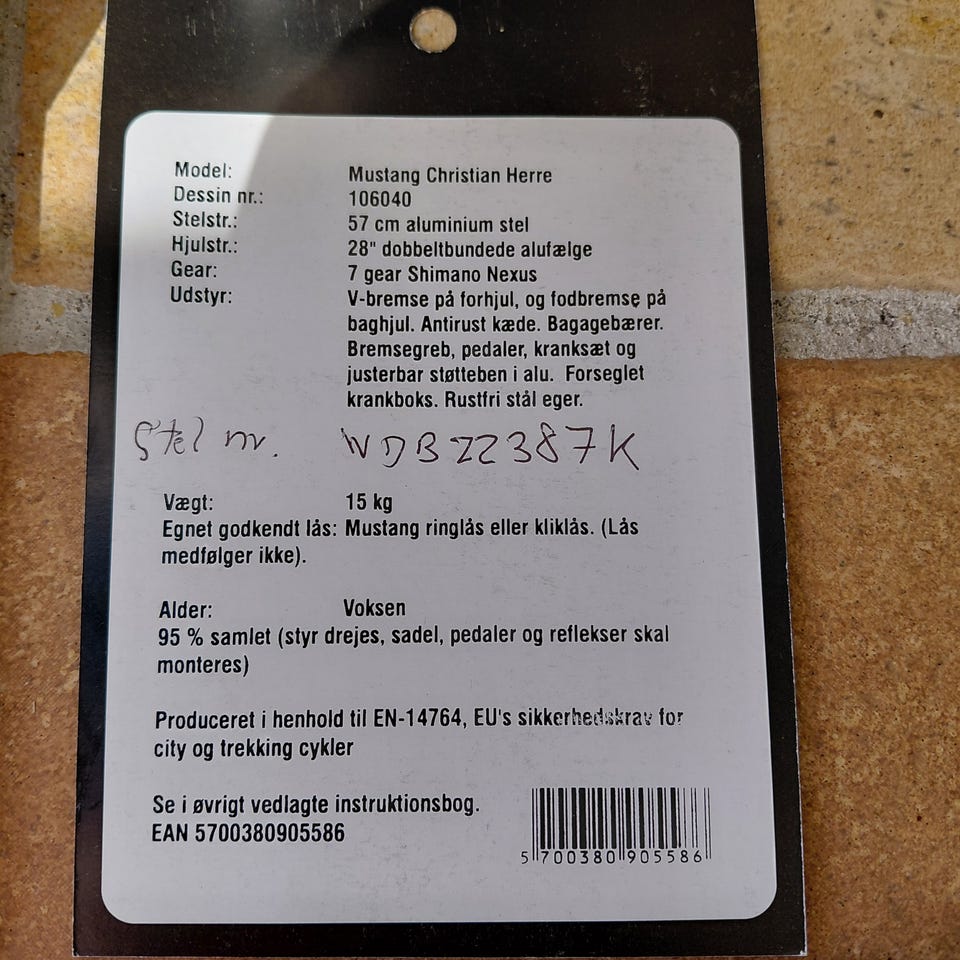 Model: Mustang Christian Herre
Dessin nr.: 106040
Stelstr.: 57 cm aluminium stel
Hjulstr.: 28" dobbeltbundede alufælge
Gear: 7 gear Shimano Nexus
Udstyr: V-bremse på forhjul, og fodbremse på
baghjul. Antirust kæde. Bagagebærer.
Bremsegreb, pedaler, kranksæt og
justerbar støtteben i alu. Forseglet
krankboks. Rustfri stål eger.
Stel nr. WDBZZ387K
Vægt: 15 kg
Egnet godkendt lås: Mustang ringlås eller kliklås. (Lås
medfølger ikke).
Alder: Voksen
95 % samlet (styr drejes, sadel, pedaler og reflekser skal
monteres)
Produceret i henhold til EN-14764, EU's sikkerhedskrav for
city og trekking cykler
Se i øvrigt vedlagte instruktionsbog.
EAN 5700380905586
5 700380 905586